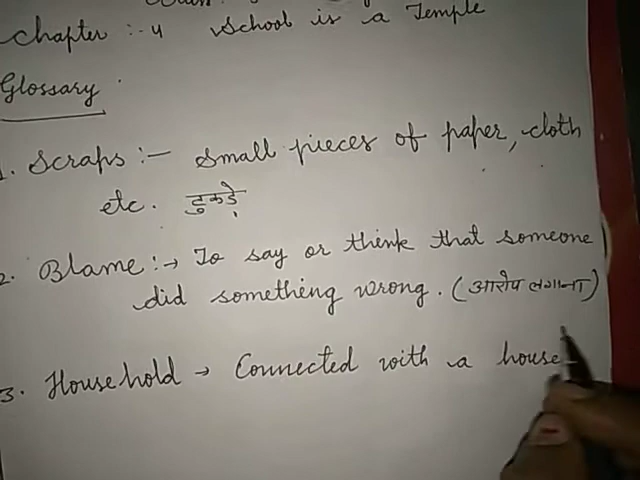 Chapter :- 4 School is a Temple
Glossary
1. Scraps :- Small pieces of paper, cloth
etc. टुकड़े
2. Blame :→ To say or think that someone
did something wrong. (आरोप लगाना)
3. Household → Connected with a house